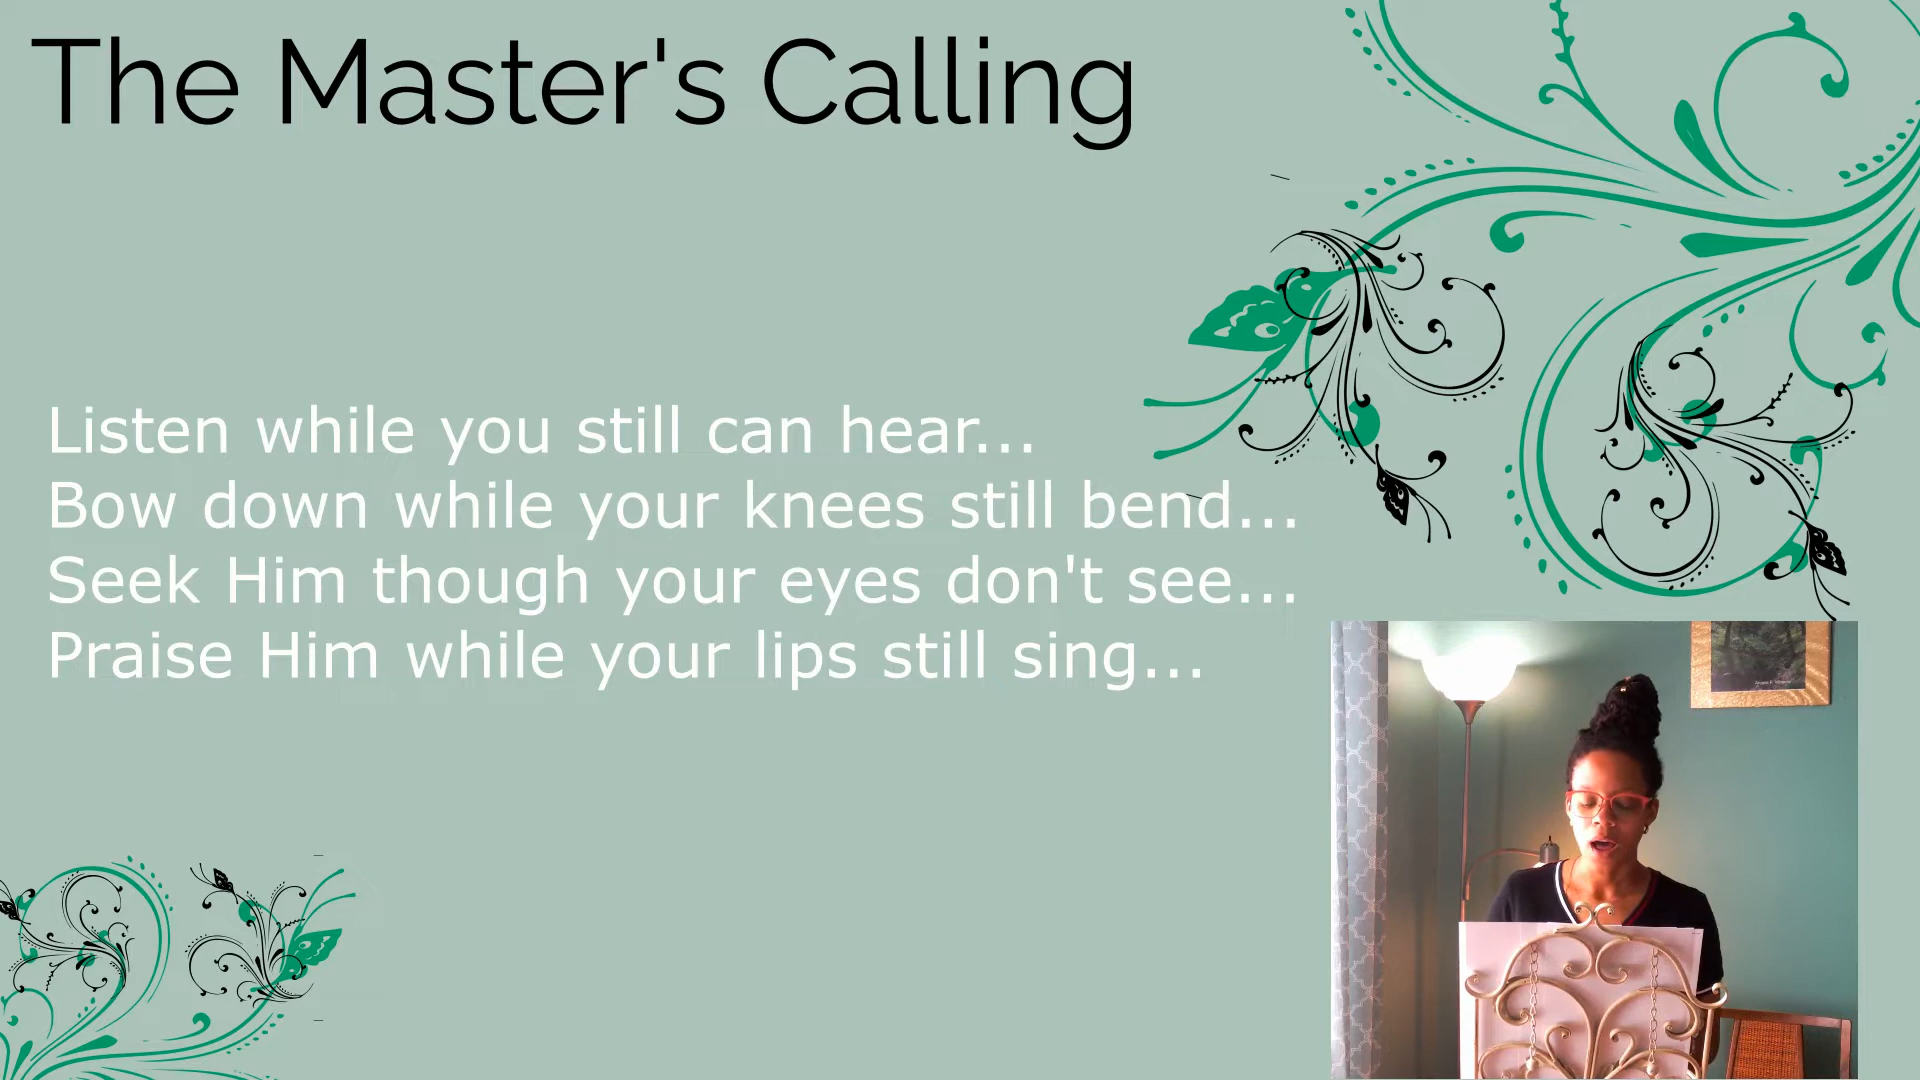 The Master's Calling
Listen while you still can hear...
Bow down while your knees still bend...
Seek Him though your eyes don't see...
Praise Him while your lips still sing...